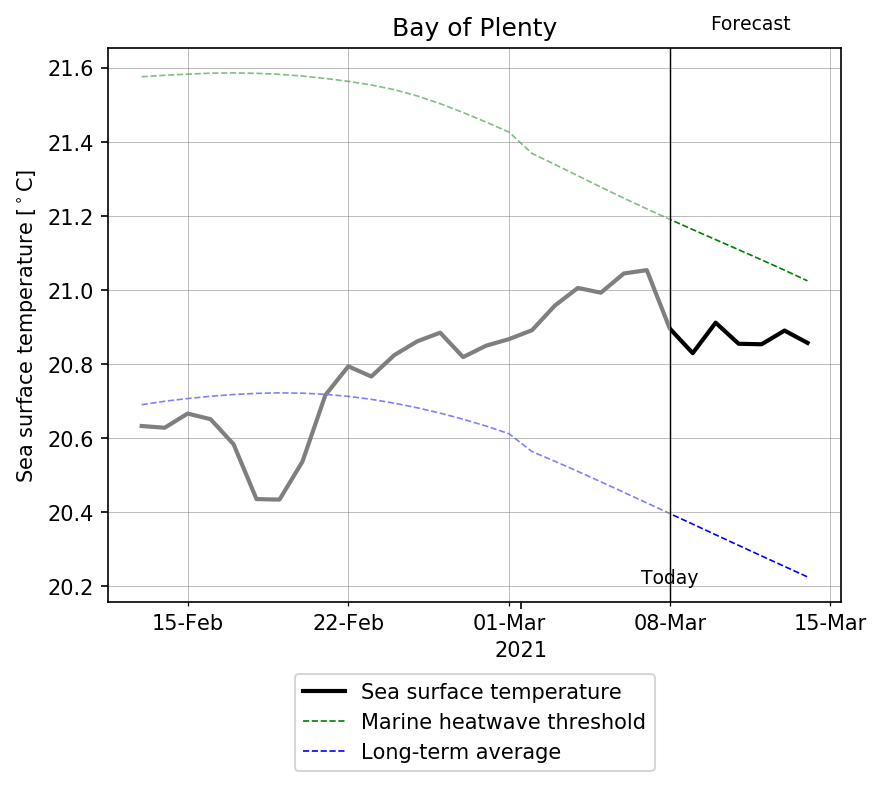 Bay of Plenty
Forecast
Sea surface temperature [°C]
21.6
21.4
21.2
21.0
20.8
20.6
20.4
20.2
Today
15-Feb
22-Feb
01-Mar
08-Mar
15-Mar
2021
Sea surface temperature
Marine heatwave threshold
Long-term average